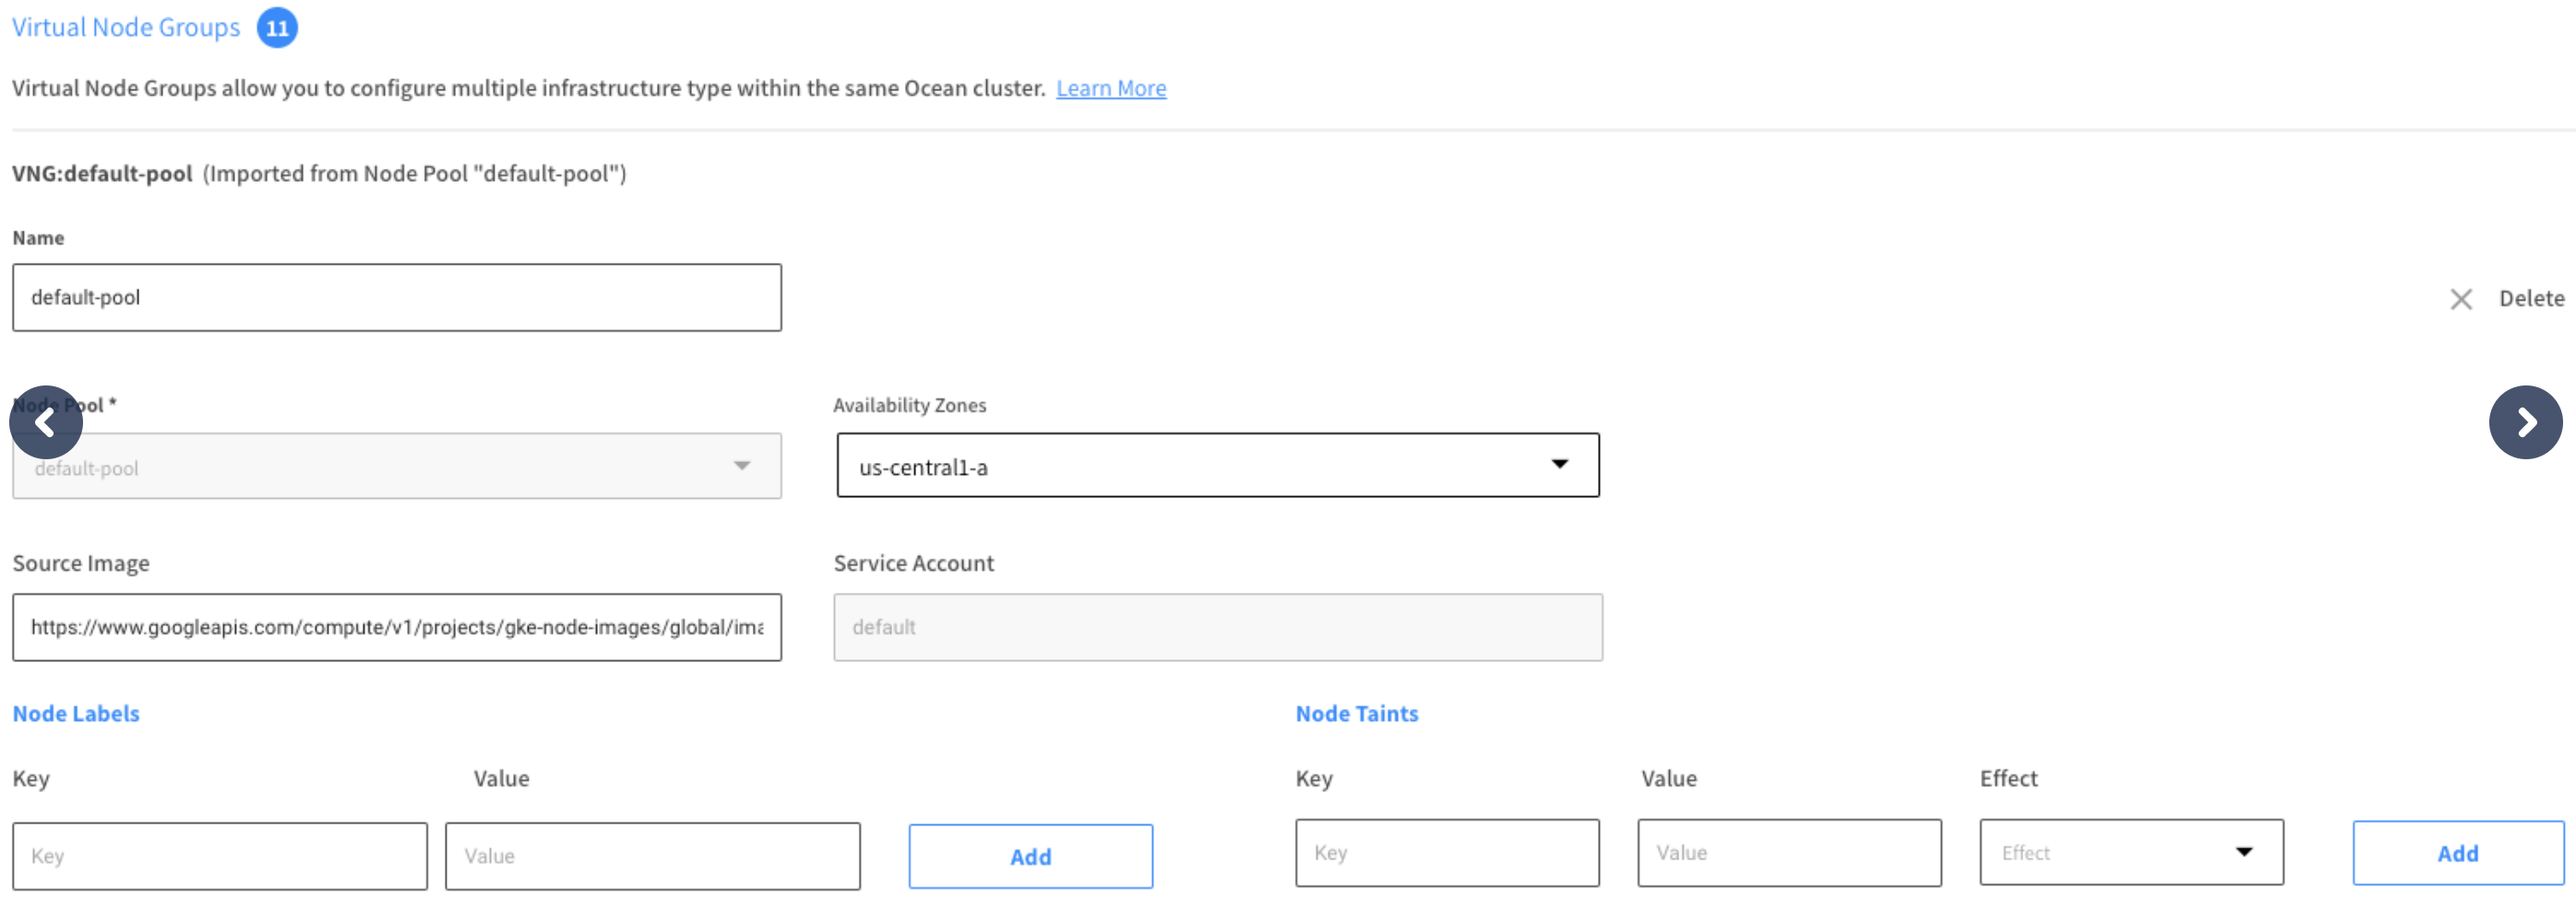 Virtual Node Groups 11
Virtual Node Groups allow you to configure multiple infrastructure type within the same Ocean cluster. Learn More
VNG:default-pool (Imported from Node Pool "default-pool")
Name
default-pool
Delete
Node Pool *
Availability Zones
default-pool
us-central1-a
Source Image
Service Account
https://www.googleapis.com/compute/v1/projects/gke-node-images/global/ima
default
Node Labels
Node Taints
Key Value
Key Value Effect
Key Value Add
Key Value Effect Add